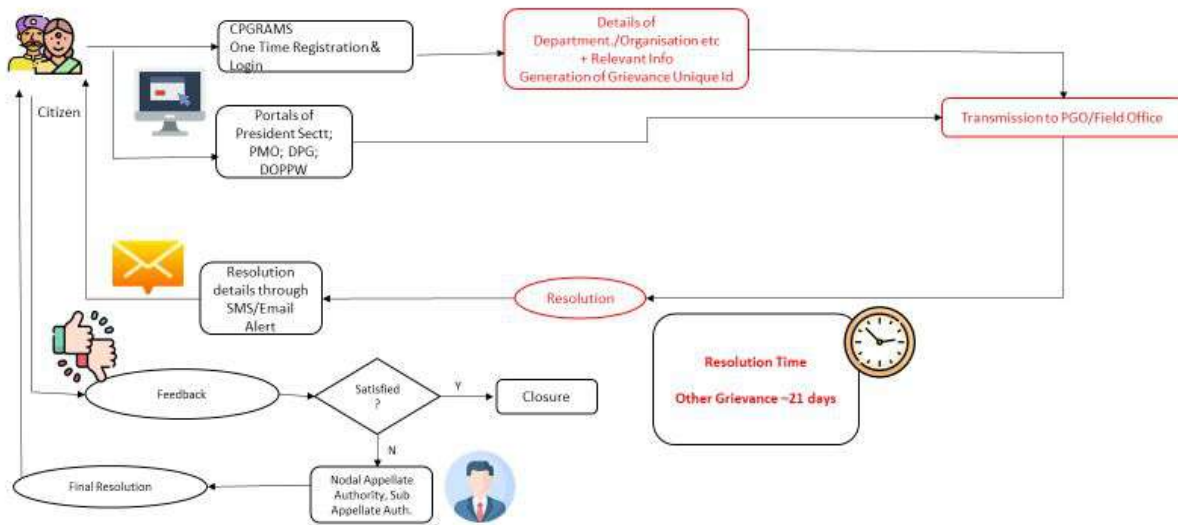 CPGRAMS
One Time Registration &
Login
Details of
Department./Organisation etc
+ Relevant Info
Generation of Grievance Unique Id
Citizen
Portals of
President Sectt;
PMO; DPG;
DOPPW
Transmission to PGO/Field Office
Resolution
details through
SMS/Email
Alert
Resolution
Resolution Time
Other Grievance –21 days
Feedback
Satisfied
?
Y
Closure
N
Final Resolution
Nodal Appellate
Authority, Sub
Appellate Auth.